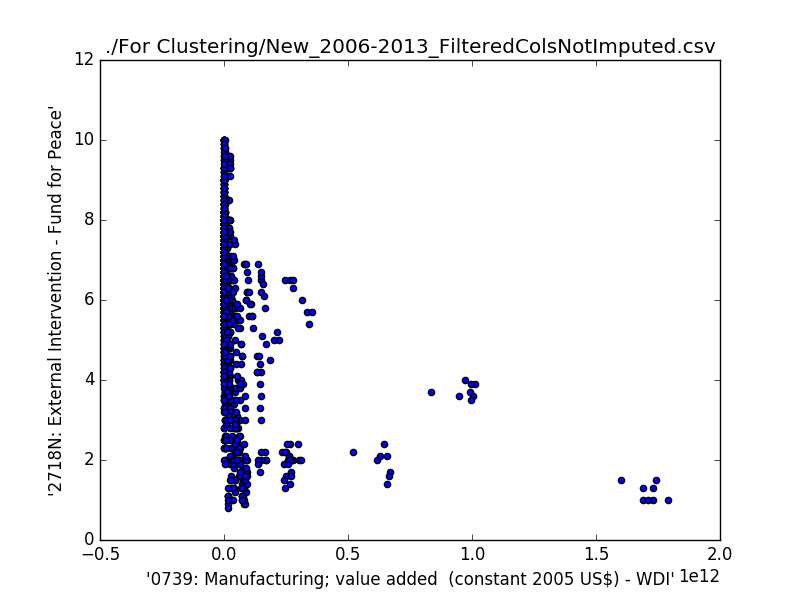 ./For Clustering/New_2006-2013_FilteredColsNotImputed.csv
12
10
8
6
4
2
0
'2718N: External Intervention - Fund for Peace'
−0.5 0.0 0.5 1.0 1.5 2.0
1e12
'0739: Manufacturing; value added  (constant 2005 US$) - WDI'